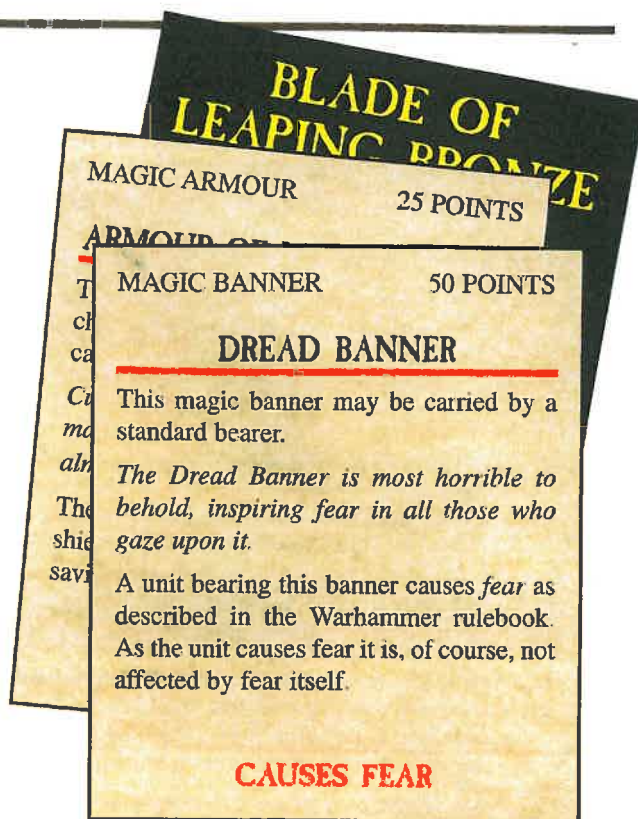 BLADE OF
LEAPING BRONZE
MAGIC ARMOUR 25 POINTS
ARMOUR OF
MAGIC BANNER 50 POINTS
DREAD BANNER
This magic banner may be carried by a
standard bearer.
The Dread Banner is most horrible to
behold, inspiring fear in all those who
gaze upon it.
A unit bearing this banner causes fear as
described in the Warhammer rulebook.
As the unit causes fear it is, of course, not
affected by fear itself.
CAUSES FEAR